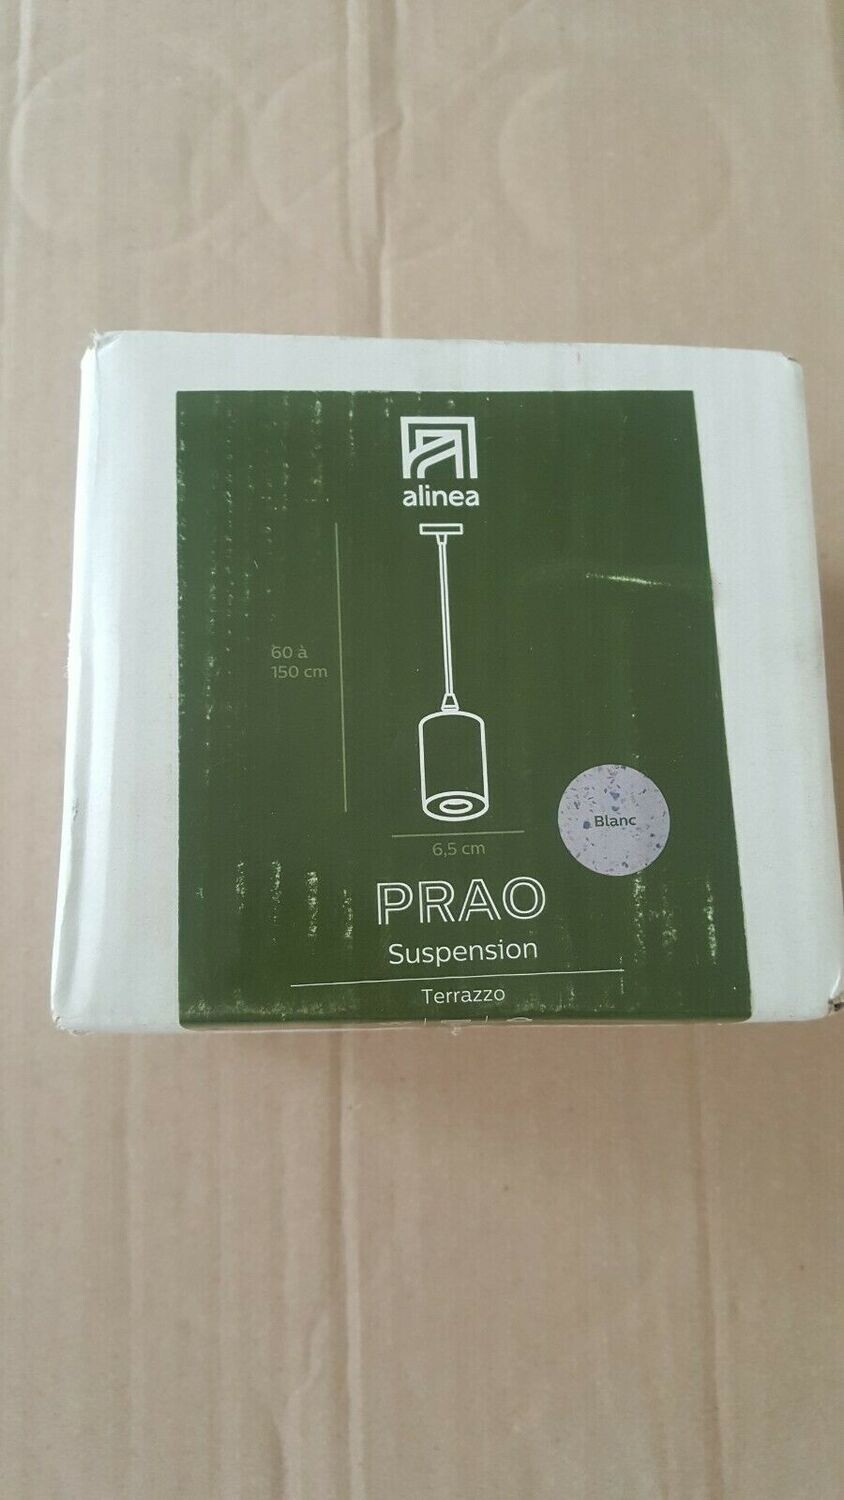 alinea
60 à
150 cm
6,5 cm
Blanc
PRAO
Suspension
Terrazzo